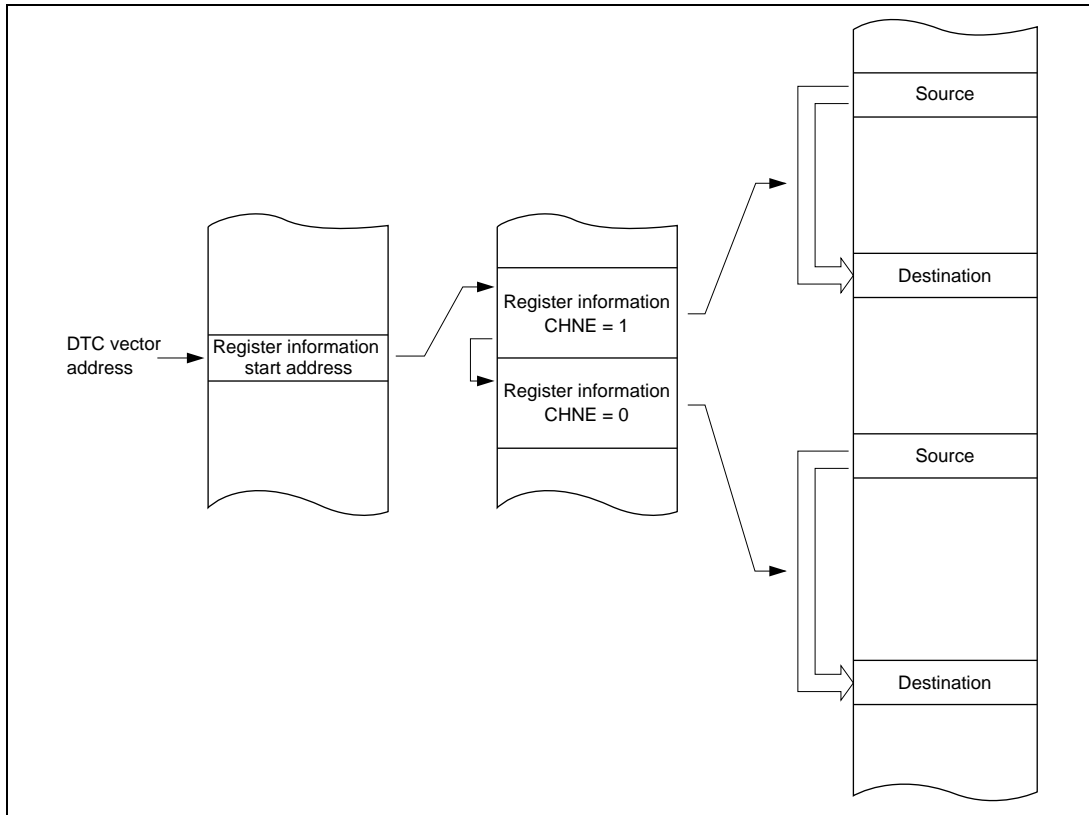 DTC vector
address
Register information
start address
Register information
CHNE = 1
Register information
CHNE = 0
Source
Destination
Source
Destination